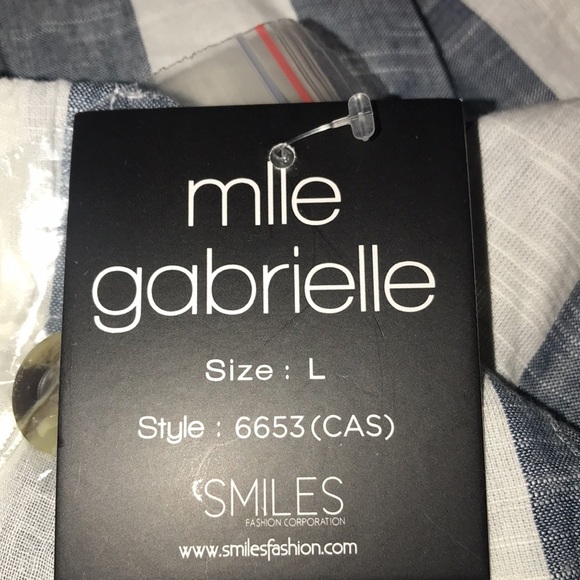 mlle
gabrielle
Size : L
Style : 6653 (CAS)
SMILES
FASHION CORPORATION
www.smilesfashion.com